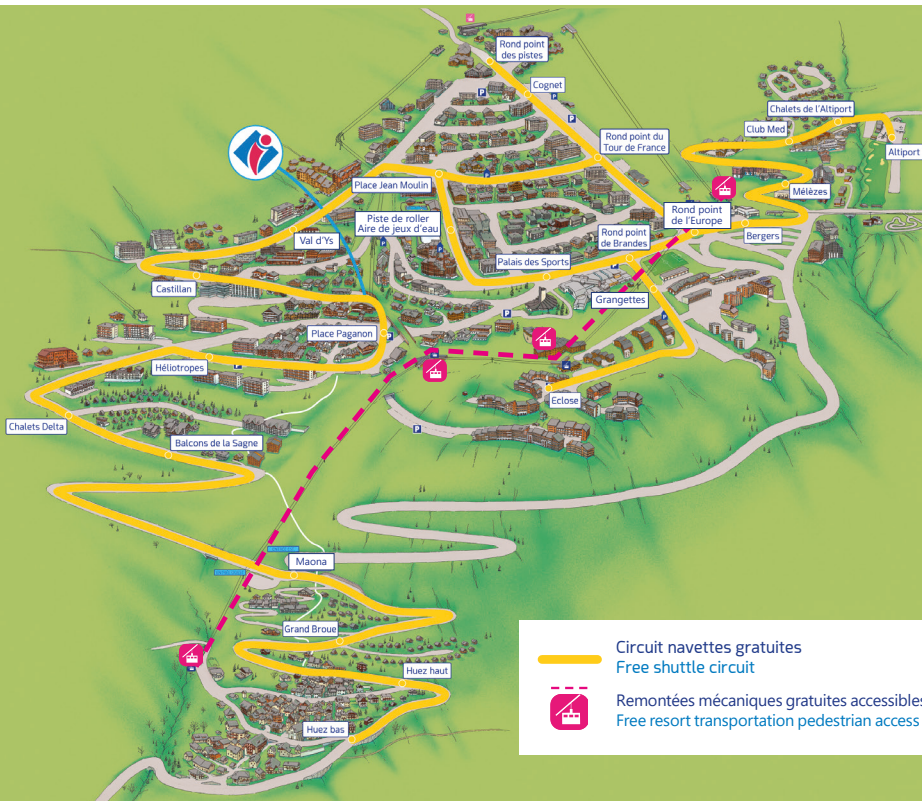 Rond point
des pistes
Cognet
P
P
Chalets de l'Altiport
Club Med
Rond point du
Tour de France
Altiport
Place Jean Moulin
P
Mélèzes
Piste de roller
Aire de jeux d'eau
Rond point
de l'Europe
Val d'Ys
Rond point
de Brandes
Bergers
Palais des Sports
P
Castillan
Grangettes
P
P
Place Paganon
P
Héliotropes
P
Eclose
Chalets Delta
P
Balcons de la Sagne
Maona
Grand Broue
Huez haut
Huez bas
Circuit navettes gratuites
Free shuttle circuit
Remontées mécaniques gratuites accessibles
Free resort transportation pedestrian access